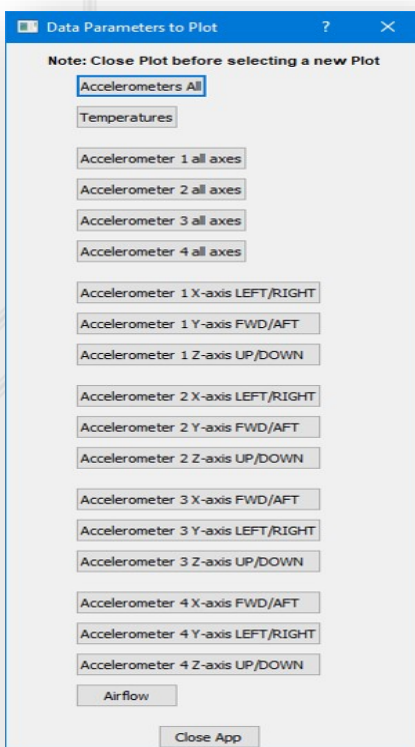 Data Parameters to Plot ? ×
Note: Close Plot before selecting a new Plot
Accelerometers All
Temperatures
Accelerometer 1 all axes
Accelerometer 2 all axes
Accelerometer 3 all axes
Accelerometer 4 all axes
Accelerometer 1 X-axis LEFT/RIGHT
Accelerometer 1 Y-axis FWD/AFT
Accelerometer 1 Z-axis UP/DOWN
Accelerometer 2 X-axis LEFT/RIGHT
Accelerometer 2 Y-axis FWD/AFT
Accelerometer 2 Z-axis UP/DOWN
Accelerometer 3 X-axis FWD/AFT
Accelerometer 3 Y-axis LEFT/RIGHT
Accelerometer 3 Z-axis UP/DOWN
Accelerometer 4 X-axis FWD/AFT
Accelerometer 4 Y-axis LEFT/RIGHT
Accelerometer 4 Z-axis UP/DOWN
Airflow
Close App